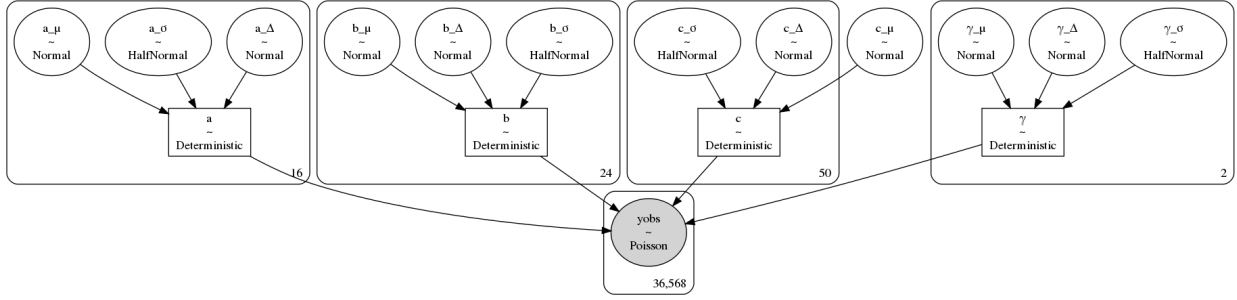 a_μ
~
Normal
a_σ
~
HalfNormal
a_Δ
~
Normal
a
~
Deterministic
16
b_μ
~
Normal
b_Δ
~
Normal
b_σ
~
HalfNormal
b
~
Deterministic
24
c_σ
~
HalfNormal
c_Δ
~
Normal
c_μ
~
Normal
c
~
Deterministic
50
γ_μ
~
Normal
γ_Δ
~
Normal
γ_σ
~
HalfNormal
γ
~
Deterministic
2
yobs
~
Poisson
36,568